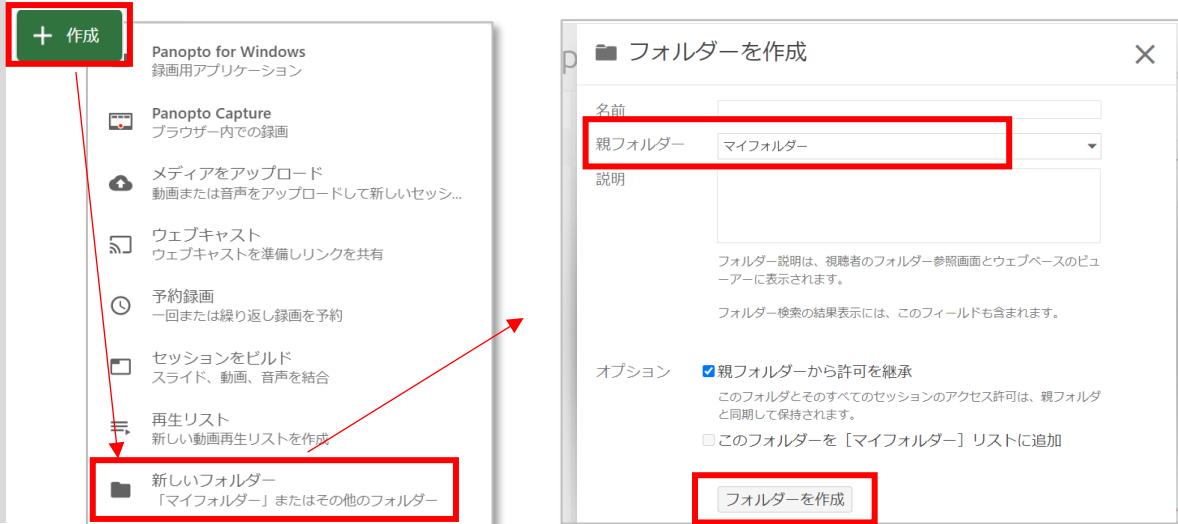 作成
Panopto for Windows
録画用アプリケーション
Panopto Capture
ブラウザー内での録画
メディアをアップロード
動画または音声をアップロードして新しいセッシ...
ウェブキャスト
ウェブキャストを準備しリンクを共有
予約録画
一回または繰り返し録画を予約
セッションをビルド
スライド、動画、音声を結合
再生リスト
新しい動画再生リストを作成
新しいフォルダー
「マイフォルダー」またはその他のフォルダー
p
フォルダーを作成
名前
親フォルダー マイフォルダー
説明
フォルダー説明は、視聴者のフォルダー参照画面とウェブベースのビュ
ーアーに表示されます。
フォルダー検索の結果表示には、このフィールドも含まれます。
オプション 親フォルダーから許可を継承
このフォルダとそのすべてのセッションのアクセス許可は、親フォルダ
と同期して保持されます。
このフォルダーを［マイフォルダー］リストに追加
フォルダーを作成